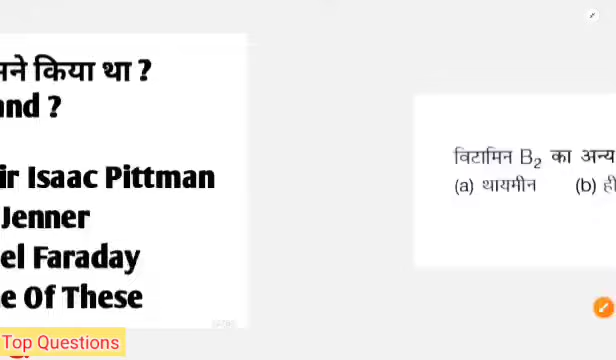 ने किया था ?
and ?
ir Isaac Pittman
Jenner
el Faraday
e Of These
Top Questions
विटामिन B₂ का अन्य
(a) थायमीन (b) ही